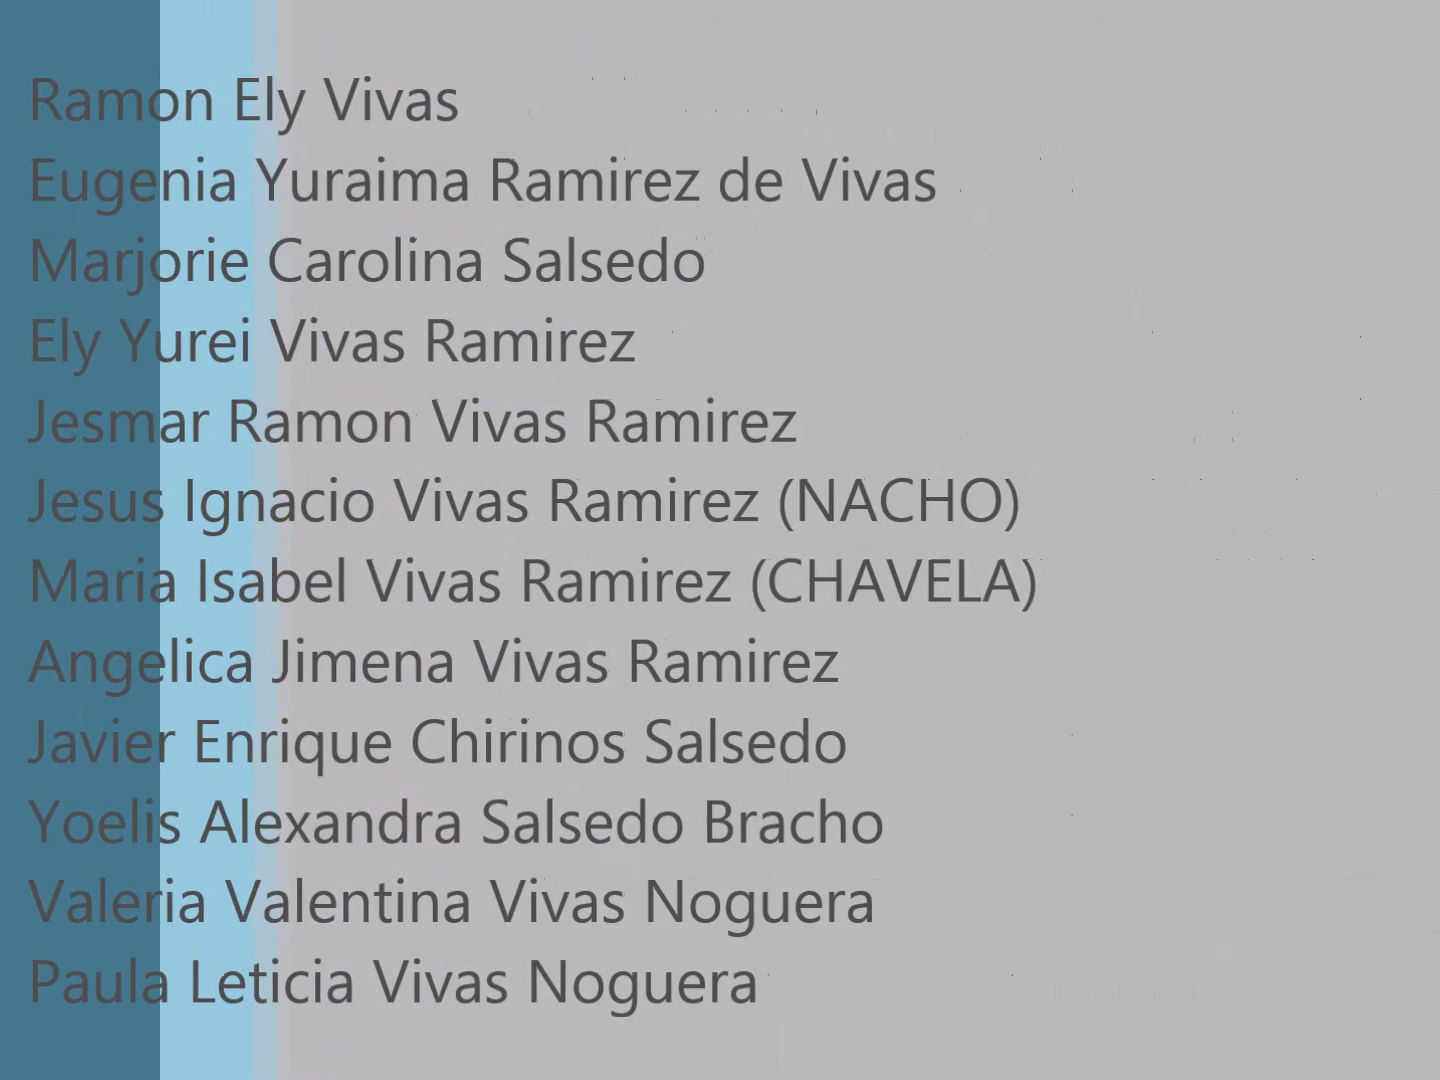 Ramon Ely Vivas
Eugenia Yuraima Ramirez de Vivas
Marjorie Carolina Salsedo
Ely Yurei Vivas Ramirez
Jesmar Ramon Vivas Ramirez
Jesus Ignacio Vivas Ramirez (NACHO)
Maria Isabel Vivas Ramirez (CHAVELA)
Angelica Jimena Vivas Ramirez
Javier Enrique Chirinos Salsedo
Yoelis Alexandra Salsedo Bracho
Valeria Valentina Vivas Noguera
Paula Leticia Vivas Noguera